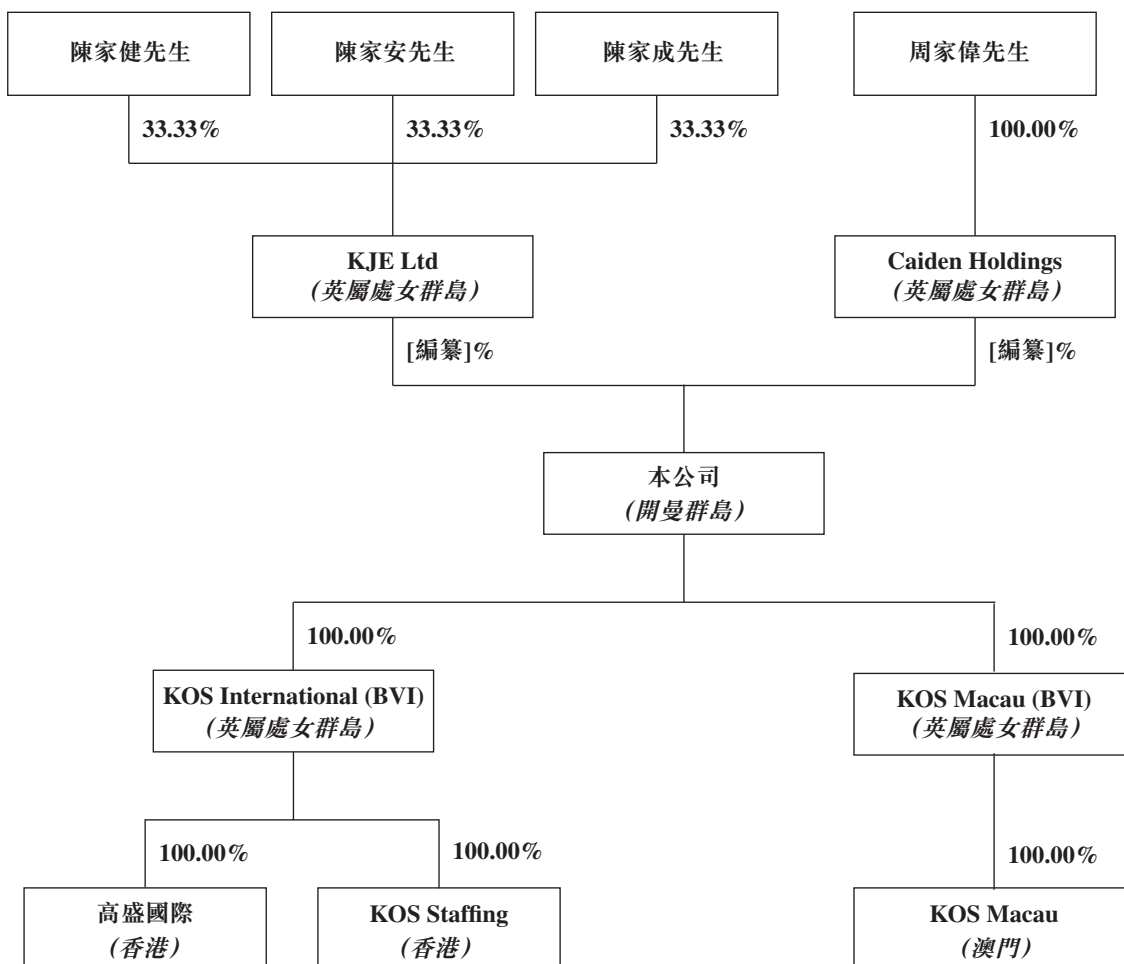 陳家健先生
陳家安先生
陳家成先生
周家偉先生
33.33%
33.33%
33.33%
100.00%
KJE Ltd
(英屬處女群島)
Caiden Holdings
(英屬處女群島)
[編纂]%
[編纂]%
本公司
(開曼群島)
100.00%
100.00%
KOS International (BVI)
(英屬處女群島)
KOS Macau (BVI)
(英屬處女群島)
100.00%
100.00%
100.00%
高盛國際
(香港)
KOS Staffing
(香港)
KOS Macau
(澳門)